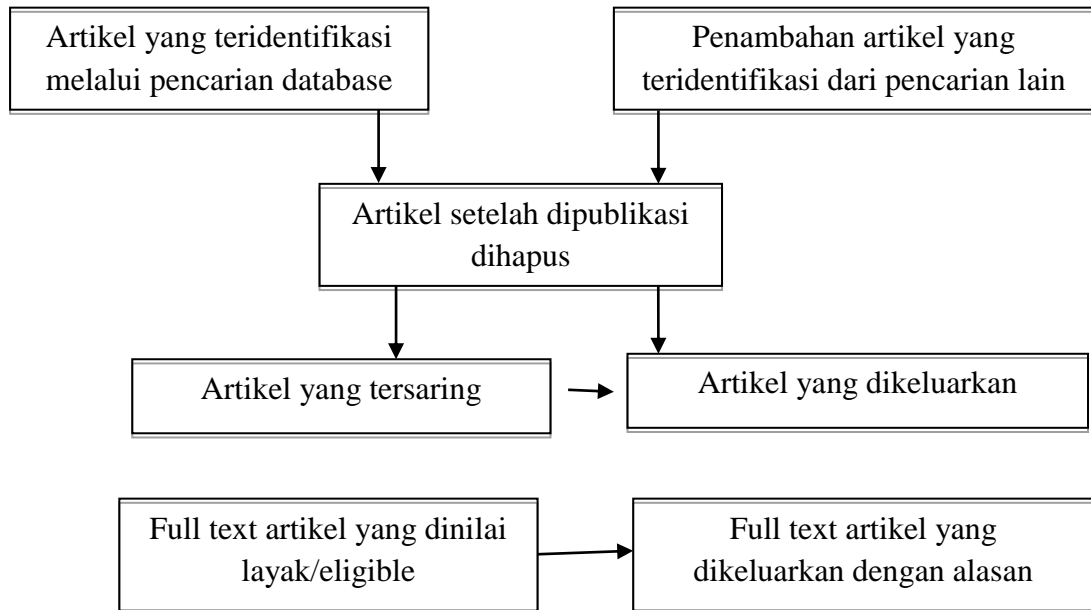 Artikel yang teridentifikasi
melalui pencarian database
Penambahan artikel yang
teridentifikasi dari pencarian lain
Artikel setelah dipublikasi
dihapus
Artikel yang tersaring
Artikel yang dikeluarkan
Full text artikel yang dinilai
layak/eligible
Full text artikel yang
dikeluarkan dengan alasan